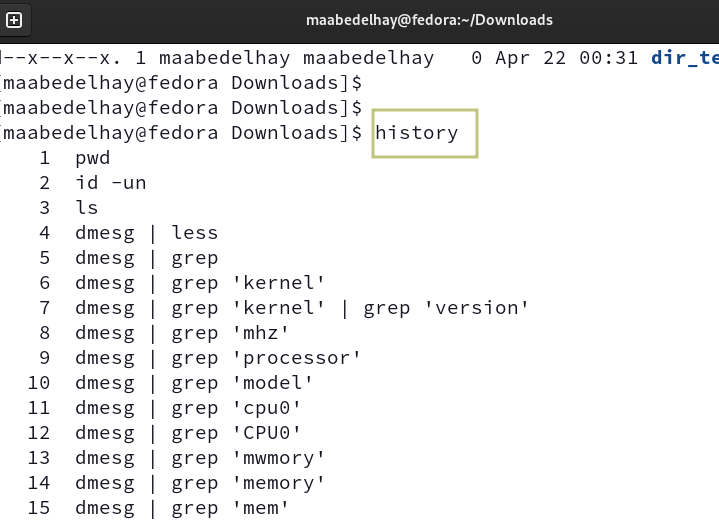 maabedelhay@fedora:~/Downloads
--x--x--x. 1 maabedelhay maabedelhay 0 Apr 22 00:31 dir_te
[maabedelhay@fedora Downloads]$
[maabedelhay@fedora Downloads]$
[maabedelhay@fedora Downloads]$ history
1 pwd
2 id -un
3 ls
4 dmesg | less
5 dmesg | grep
6 dmesg | grep 'kernel'
7 dmesg | grep 'kernel' | grep 'version'
8 dmesg | grep 'mhz'
9 dmesg | grep 'processor'
10 dmesg | grep 'model'
11 dmesg | grep 'cpu0'
12 dmesg | grep 'CPU0'
13 dmesg | grep 'mwmory'
14 dmesg | grep 'memory'
15 dmesg | grep 'mem'